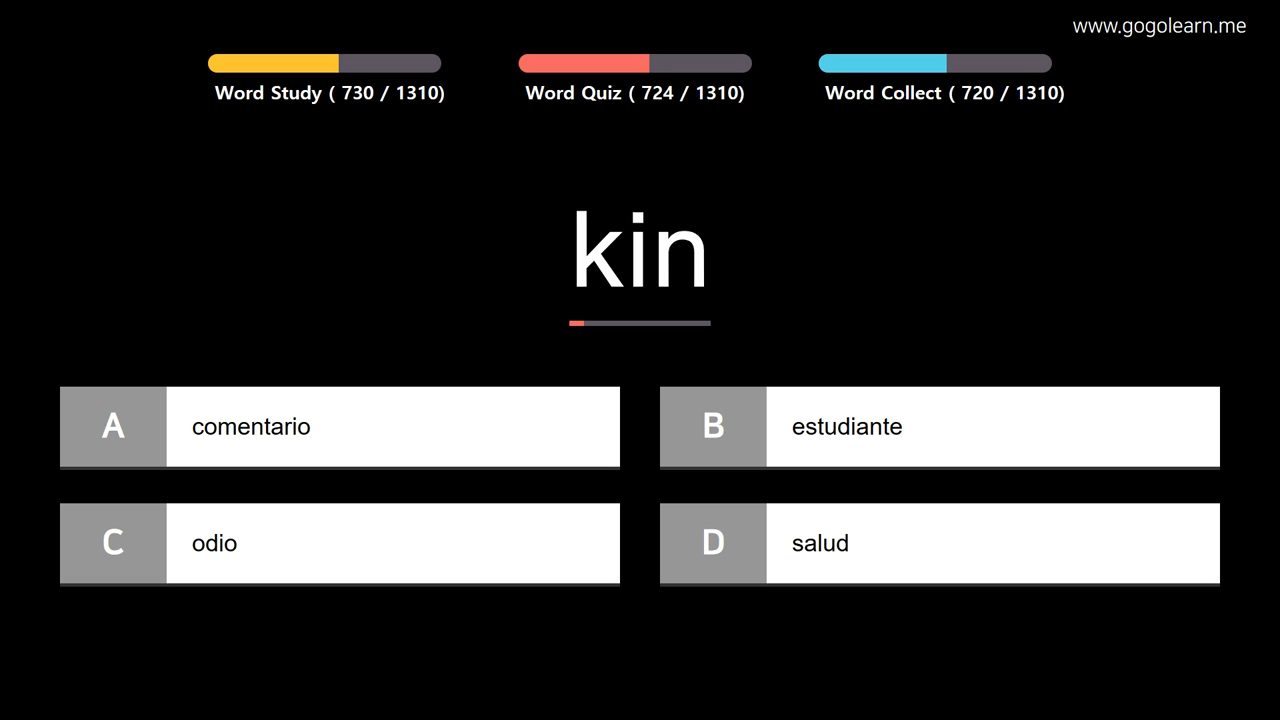 www.gogolearn.me
Word Study ( 730 / 1310)
Word Quiz ( 724 / 1310)
Word Collect ( 720 / 1310)
kin
A comentario
B estudiante
C odio
D salud